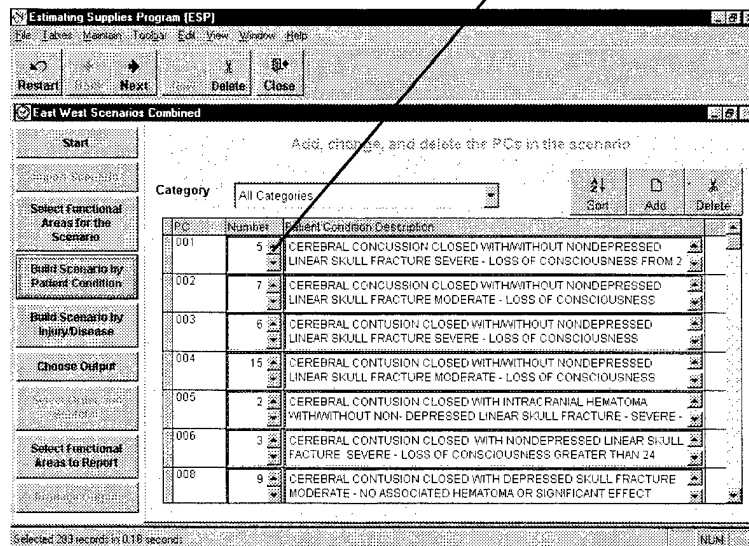 Estimating Supplies Program (ESP)
File Tables Maintain Toolbar Edit View Window Help
Restart Back Next Delete Close
East West Scenarios Combined
Start
Add, change, and delete the PCs in the scenario
Category All Categories
Sort Add Delete
Select Functional
Areas for the
Scenario
Build Scenario by
Patient Condition
Build Scenario by
Injury/Disease
Choose Output
Select Functional
Areas to Report
PC Number Patient Condition Description
001 5 CEREBRAL CONCUSSION CLOSED WITH/WITHOUT NONDEPRESSED
LINEAR SKULL FRACTURE SEVERE - LOSS OF CONSCIOUSNESS FROM 2
002 7 CEREBRAL CONCUSSION CLOSED WITH/WITHOUT NONDEPRESSED
LINEAR SKULL FRACTURE MODERATE - LOSS OF CONSCIOUSNESS
003 6 CEREBRAL CONTUSION CLOSED WITH/WITHOUT NONDEPRESSED
LINEAR SKULL FRACTURE SEVERE - LOSS OF CONSCIOUSNESS
004 15 CEREBRAL CONTUSION CLOSED WITH/WITHOUT NONDEPRESSED
LINEAR SKULL FRACTURE MODERATE - LOSS OF CONSCIOUSNESS
005 2 CEREBRAL CONTUSION CLOSED WITH INTRACRANIAL HEMATOMA
WITH/WITHOUT NON- DEPRESSED LINEAR SKULL FRACTURE - SEVERE -
006 3 CEREBRAL CONTUSION CLOSED WITH NONDEPRESSED LINEAR SKULL
FACTURE SEVERE - LOSS OF CONSCIOUSNESS GREATER THAN 24
008 9 CEREBRAL CONTUSION CLOSED WITH DEPRESSED SKULL FRACTURE
MODERATE - NO ASSOCIATED HEMATOMA OR SIGNIFICANT EFFECT
Selected 293 records in 0.18 seconds
NUM